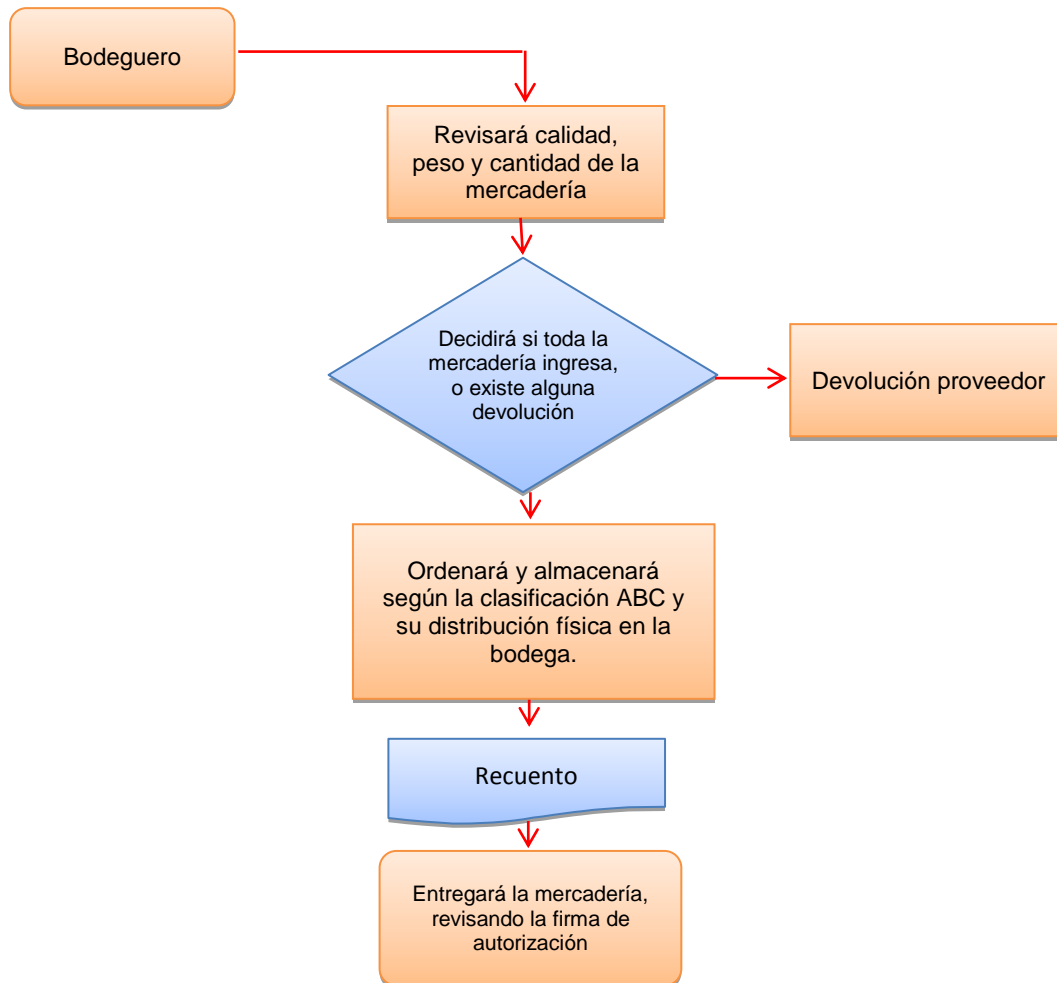 Bodeguero
Revisará calidad,
peso y cantidad de la
mercadería
Decidirá si toda la
mercadería ingresa,
o existe alguna
devolución
Devolución proveedor
Ordenará y almacenará
según la clasificación ABC y
su distribución física en la
bodega.
Recuento
Entregará la mercadería,
revisando la firma de
autorización